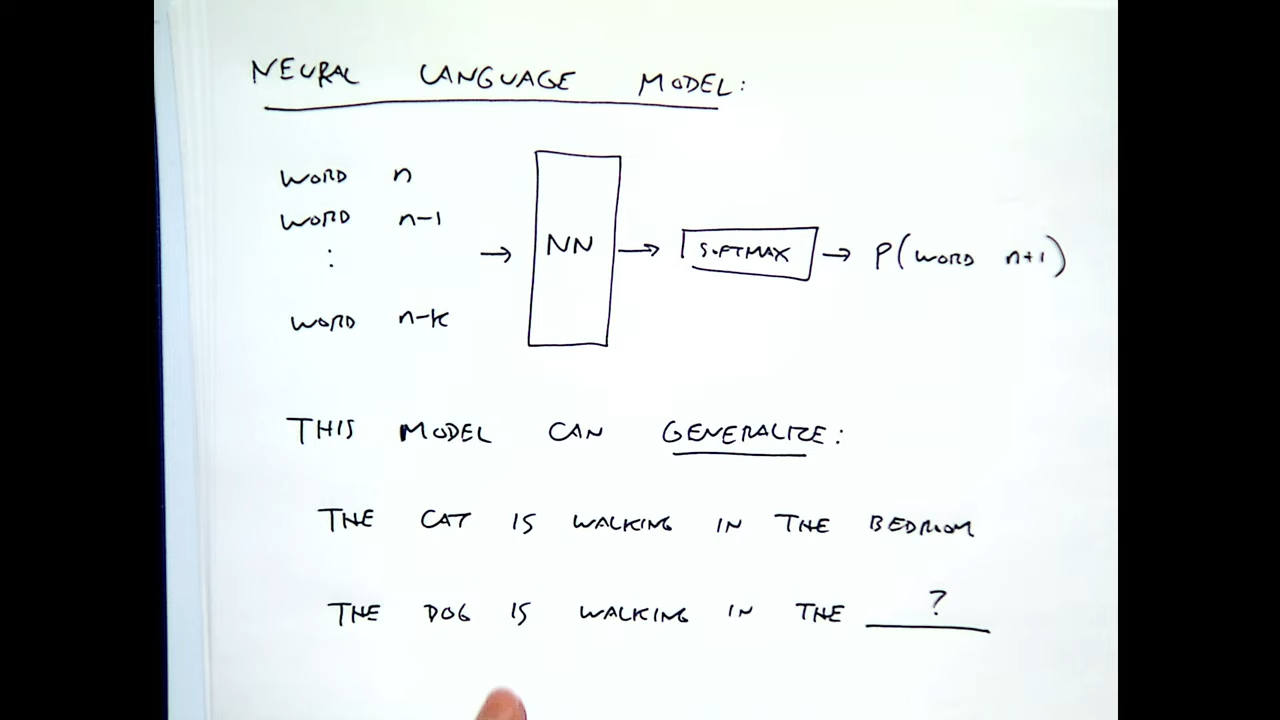 NEURAL LANGUAGE MODEL:
WORD n
WORD n-1
:
WORD n-k
→ NN → SOFTMAX → P(WORD n+1)
THIS MODEL CAN GENERALIZE:
THE CAT IS WALKING IN THE BEDROOM
THE DOG IS WALKING IN THE ?